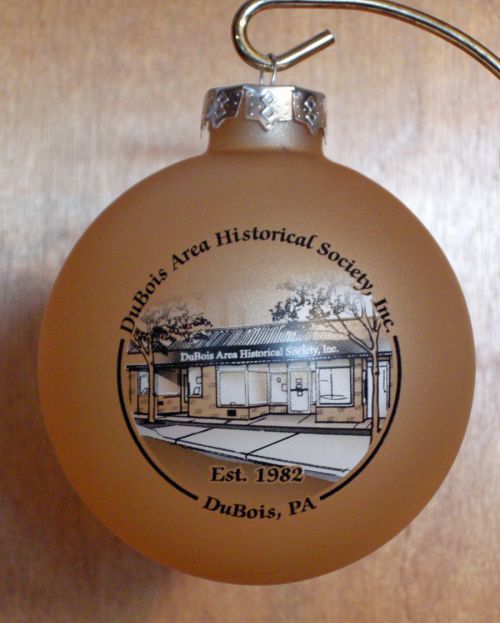 DuBois Area Historical Society, Inc.
DuBois Area Historical Society, Inc.
Est. 1982
DuBois, PA